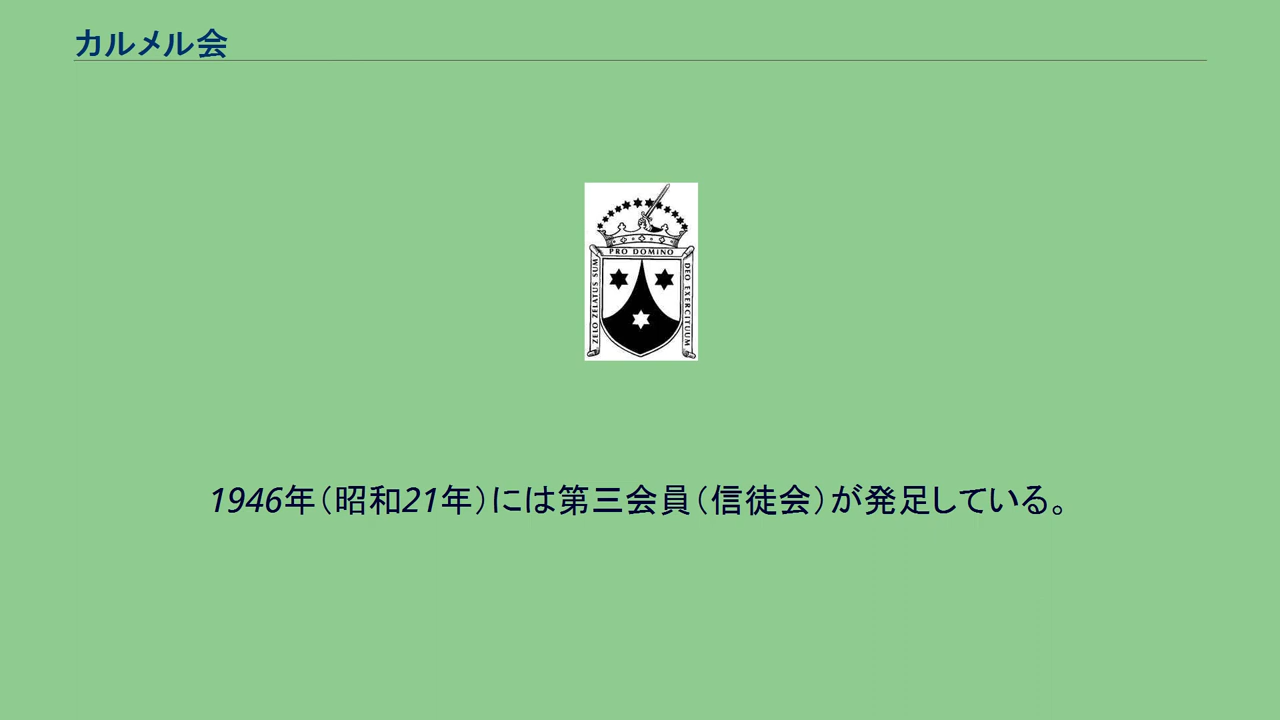 カルメル会
PRO DOMINO
ZELO ZELATUS SUM
DEO EXERCITUUM
1946年（昭和21年）には第三会員（信徒会）が発足している。